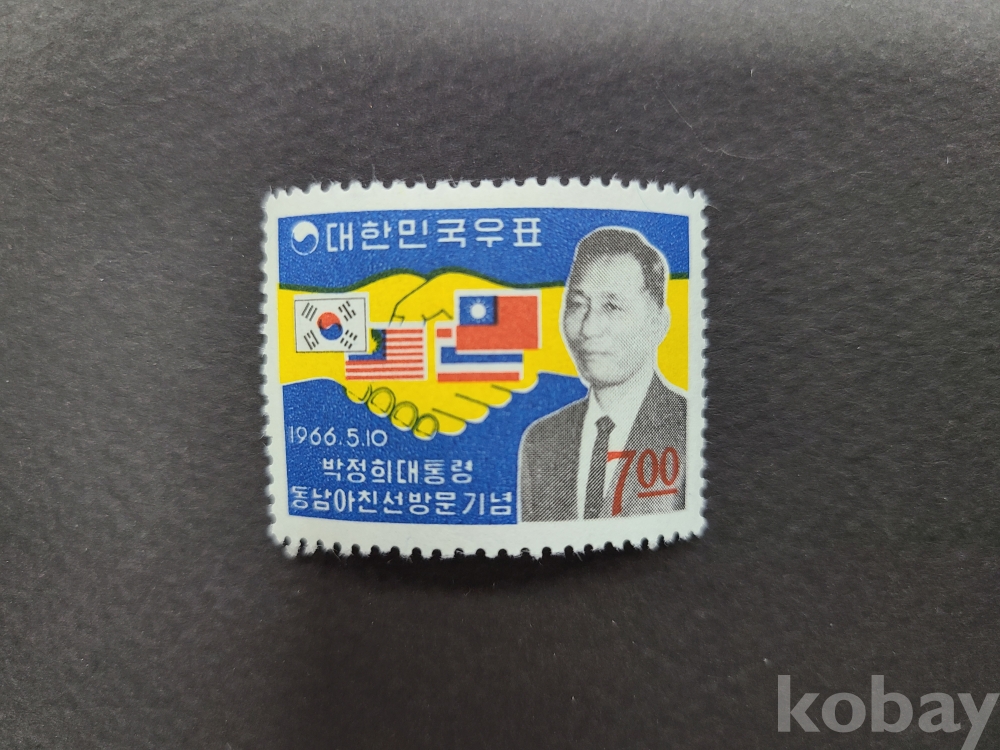 대한민국우표
1966.5.10
박정희대통령
동남아친선방문기념
7.00
kobay